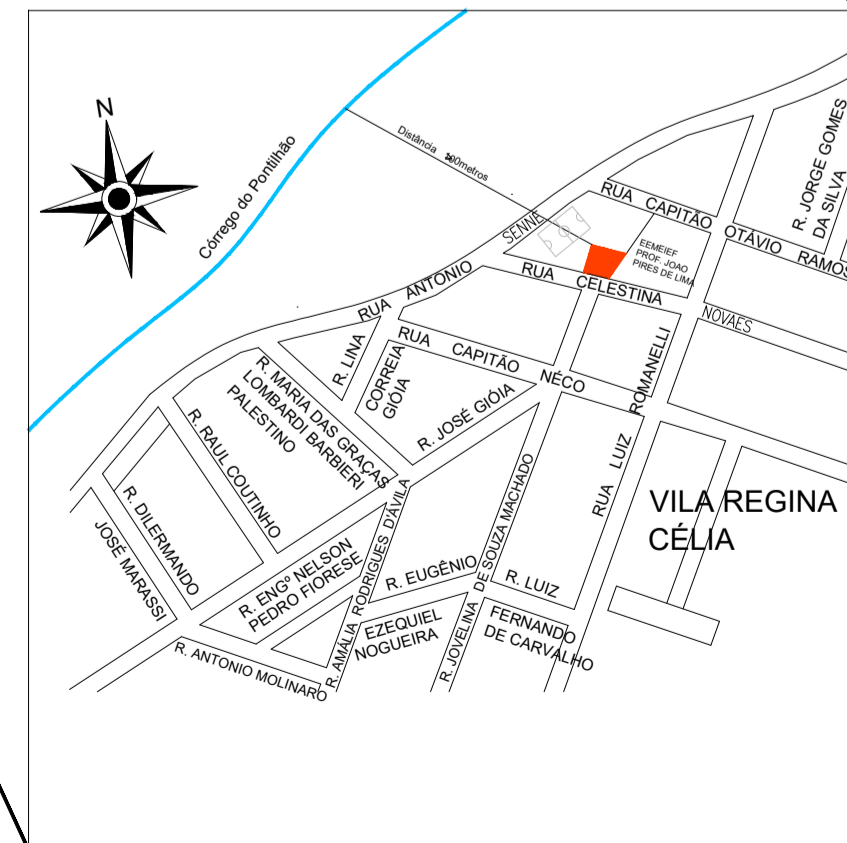 N
Córrego do Pontilhão
Distância 100metros
R. JORGE GOMES
DA SILVA
RUA CAPITÃO OTÁVIO RAMOS
EEMEIEF
PROF. JOAO
PIRES DE LIMA
RUA ANTONIO SENNE
RUA CELESTINA NOVAES
RUA CAPITÃO NÉCO
R. LINA
CORREIA
GIÓIA
R. MARIA DAS GRAÇAS
LOMBARDI BARBIERI
PALESTINO
R. JOSÉ GIÓIA
R. RAUL COUTINHO
R. DILERMANDO
JOSÉ MARASSI
RUA LUIZ ROMANELLI
VILA REGINA
CÉLIA
R. ENGº NELSON
PEDRO FIORESE
R. AMÁLIA RODRIGUES D'ÁVILA
R. JOVELINA DE SOUZA MACHADO
R. EUGÊNIO
EZEQUIEL
NOGUEIRA
R. LUIZ
FERNANDO
DE CARVALHO
R. ANTONIO MOLINARO